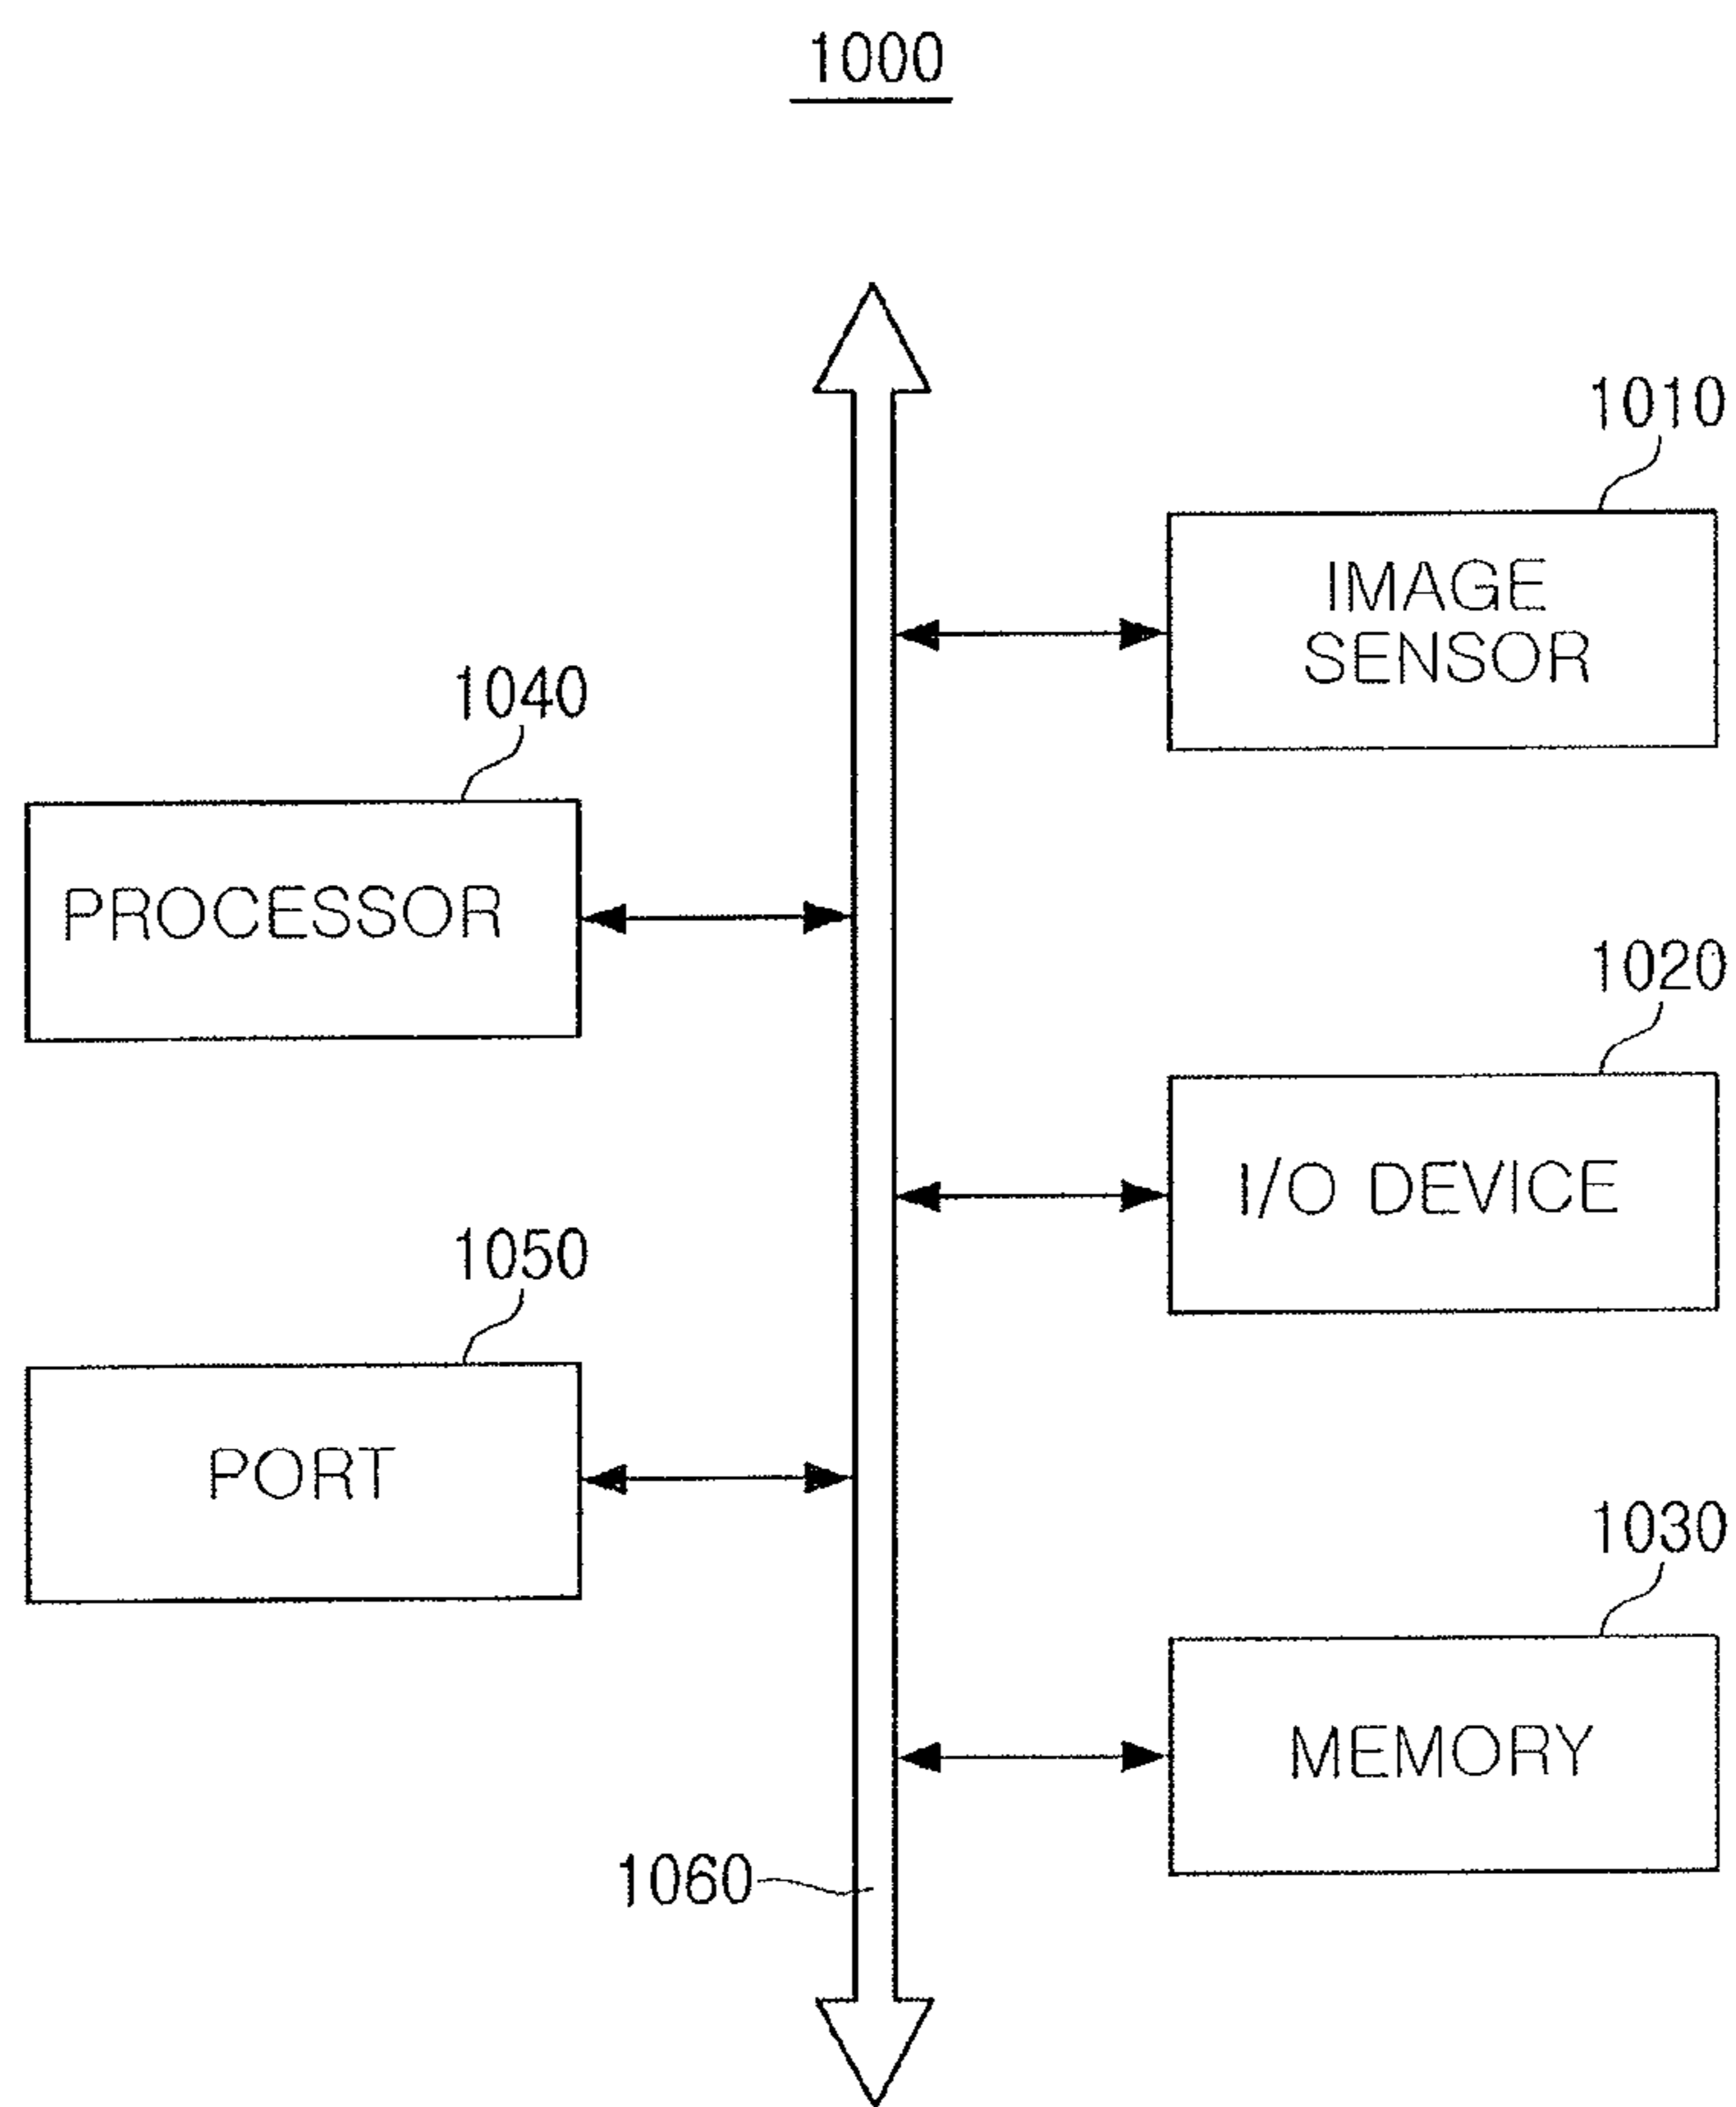 1000
1010
IMAGE
SENSOR
1040
PROCESSOR
1020
I/O DEVICE
1050
PORT
1030
MEMORY
1060